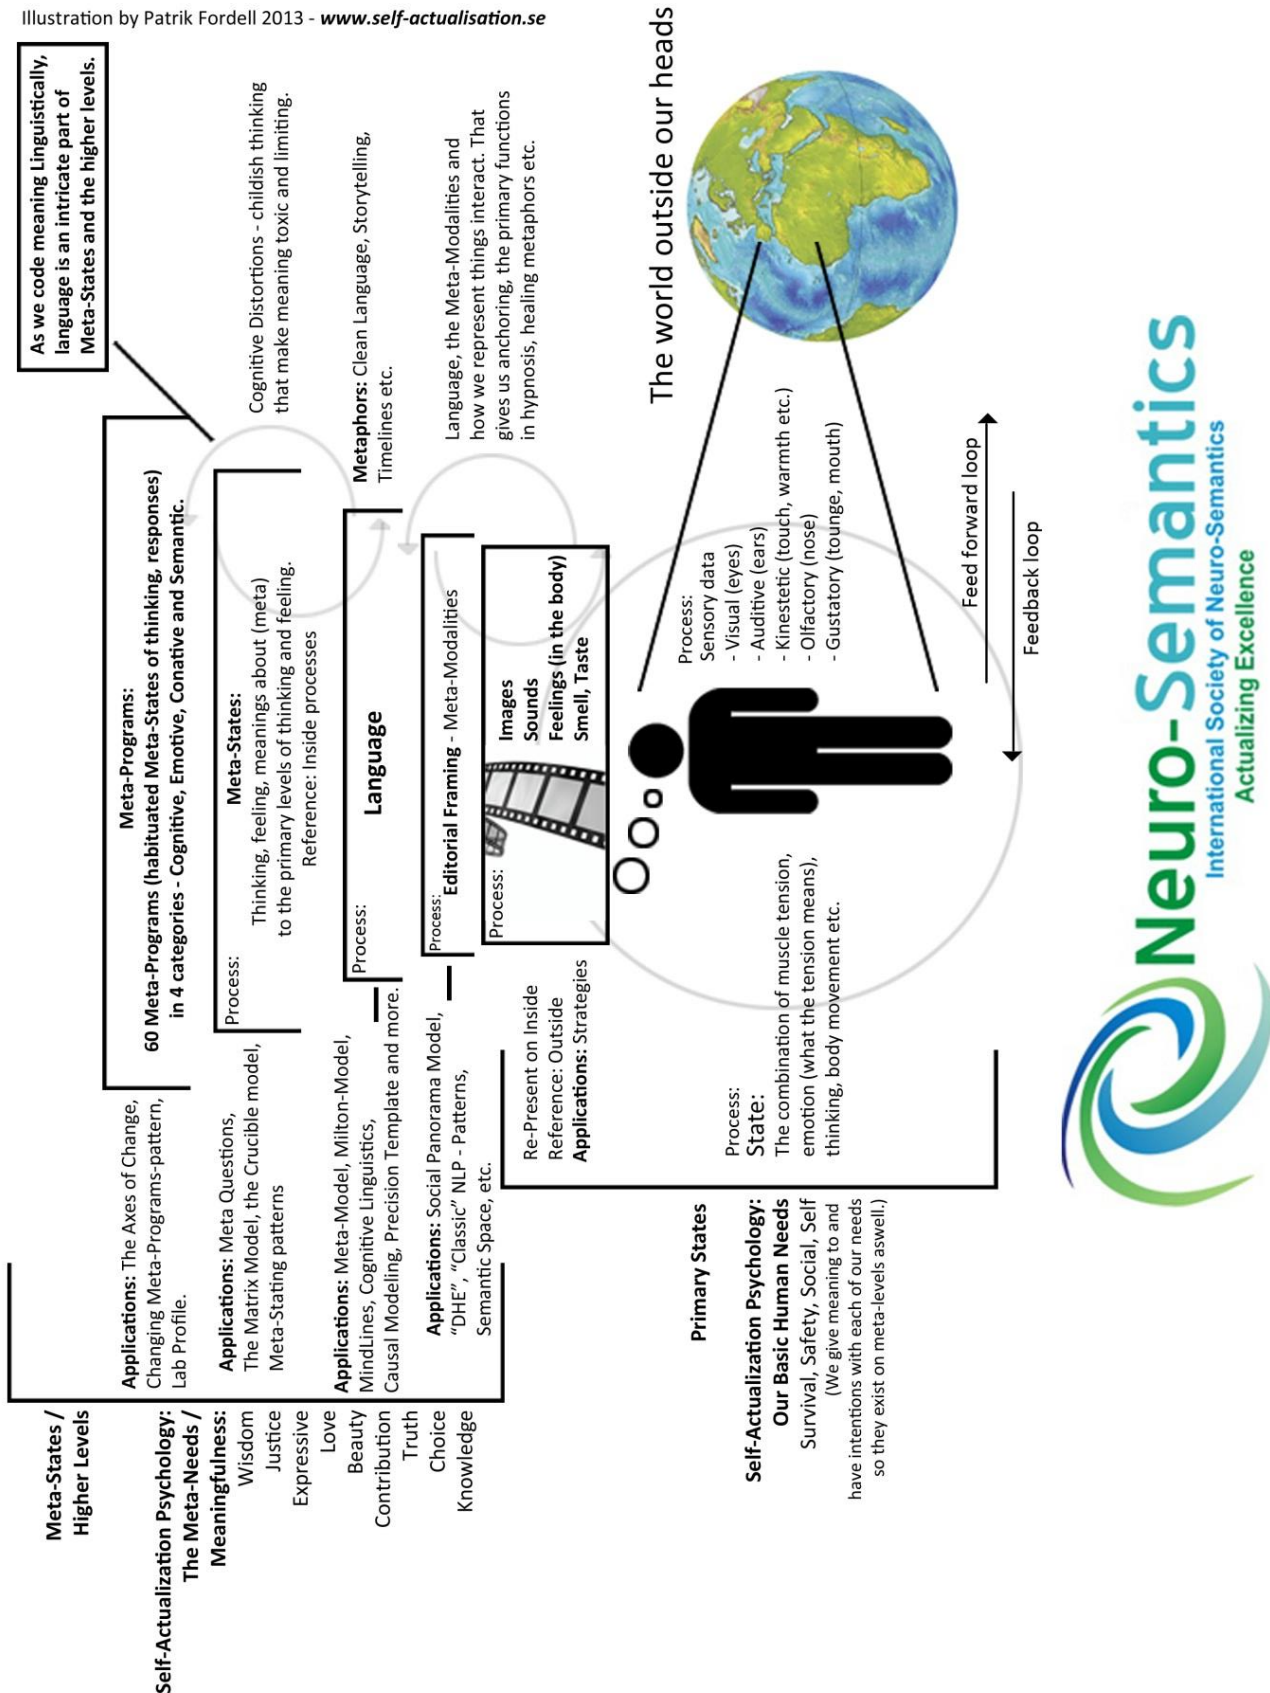 Illustration by Patrik Fordell 2013 - www.self-actualisation.se
Meta-States /
Higher Levels
Self-Actualization Psychology:
The Meta-Needs /
Meaningfulness:
Wisdom
Justice
Expressive
Love
Beauty
Contribution
Truth
Choice
Knowledge
Applications: The Axes of Change,
Changing Meta-Programs-pattern,
Lab Profile.
Meta-Programs:
60 Meta-Programs (habituated Meta-States of thinking, responses)
in 4 categories - Cognitive, Emotive, Conative and Semantic.
As we code meaning Linguistically,
language is an intricate part of
Meta-States and the higher levels.
Applications: Meta Questions,
The Matrix Model, the Crucible model,
Meta-Stating patterns
Process:
Meta-States:
Thinking, feeling, meanings about (meta)
to the primary levels of thinking and feeling.
Reference: Inside processes
Cognitive Distortions - childish thinking
that make meaning toxic and limiting.
Applications: Meta-Model, Milton-Model,
MindLines, Cognitive Linguistics,
Causal Modeling, Precision Template and more.
Process:
Language
Metaphors: Clean Language, Storytelling,
Timelines etc.
Applications: Social Panorama Model,
"DHE", "Classic" NLP - Patterns,
Semantic Space, etc.
Process:
Editorial Framing - Meta-Modalities
Language, the Meta-Modalities and
how we represent things interact. That
gives us anchoring, the primary functions
in hypnosis, healing metaphors etc.
Process:
Images
Sounds
Feelings (in the body)
Smell, Taste
Re-Present on Inside
Reference: Outside
Applications: Strategies
Primary States
Self-Actualization Psychology:
Our Basic Human Needs
Survival, Safety, Social, Self
(We give meaning to and
have intentions with each of our needs
so they exist on meta-levels aswell.)
Process:
State:
The combination of muscle tension,
emotion (what the tension means),
thinking, body movement etc.
Process:
Sensory data
- Visual (eyes)
- Auditive (ears)
- Kinestetic (touch, warmth etc.)
- Olfactory (nose)
- Gustatory (tounge, mouth)
The world outside our heads
Feed forward loop
Feedback loop
Neuro-Semantics
International Society of Neuro-Semantics
Actualizing Excellence